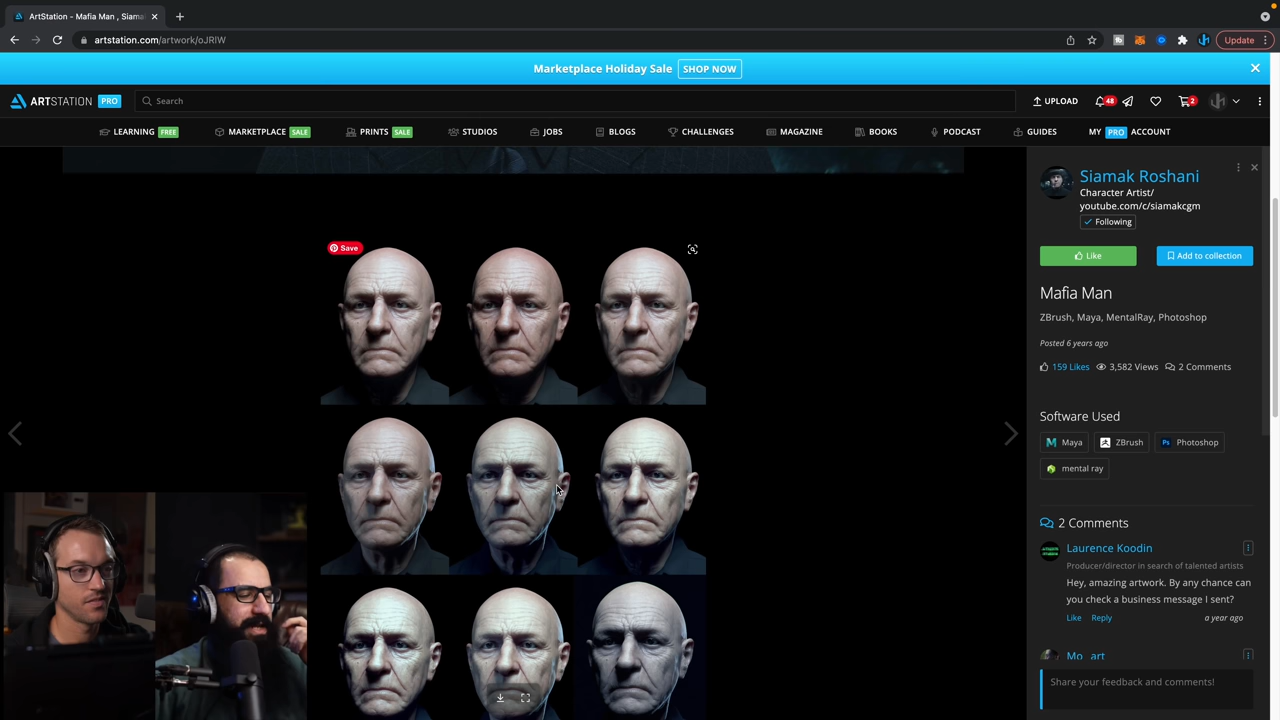 ArtStation - Mafia Man , Siama
artstation.com/artwork/oJRlW
Update
Marketplace Holiday Sale SHOP NOW
ARTSTATION PRO
Search
UPLOAD
48
2
LEARNING FREE
MARKETPLACE SALE
PRINTS SALE
STUDIOS
JOBS
BLOGS
CHALLENGES
MAGAZINE
BOOKS
PODCAST
GUIDES
MY PRO ACCOUNT
Save
Siamak Roshani
Character Artist/
youtube.com/c/siamakcgm
Following
Like
Add to collection
Mafia Man
ZBrush, Maya, MentalRay, Photoshop
Posted 6 years ago
159 Likes 3,582 Views 2 Comments
Software Used
Maya ZBrush Ps Photoshop
mental ray
2 Comments
Laurence Koodin
Producer/director in search of talented artists
Hey, amazing artwork. By any chance can
you check a business message I sent?
Like Reply a year ago
Mo_art
Share your feedback and comments!